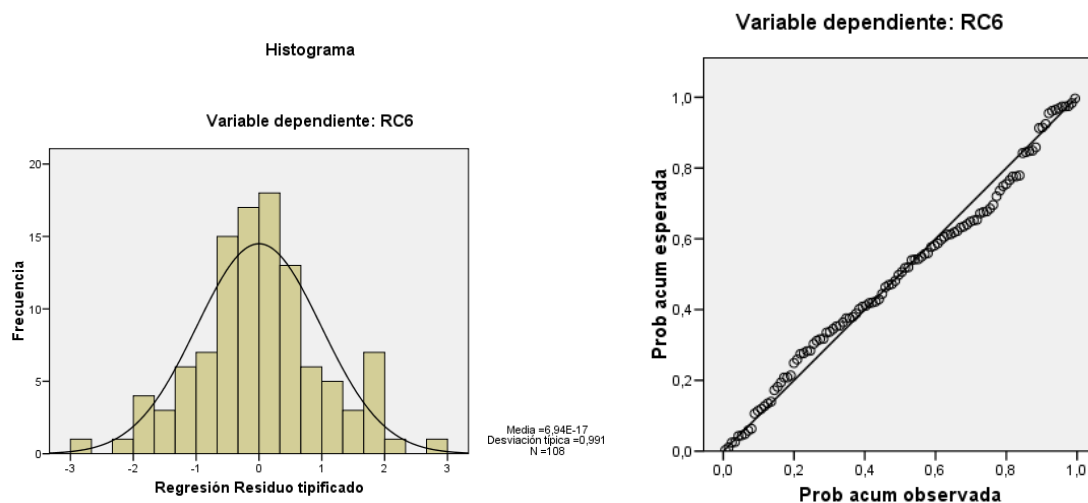 Histograma
Variable dependiente: RC6
Frecuencia
20
15
10
5
0
-3 -2 -1 0 1 2 3
Regresión Residuo tipificado
Media =6,94E-17
Desviación típica =0,991
N =108
Variable dependiente: RC6
Prob acum esperada
1,0
0,8
0,6
0,4
0,2
0,0
0,0 0,2 0,4 0,6 0,8 1,0
Prob acum observada